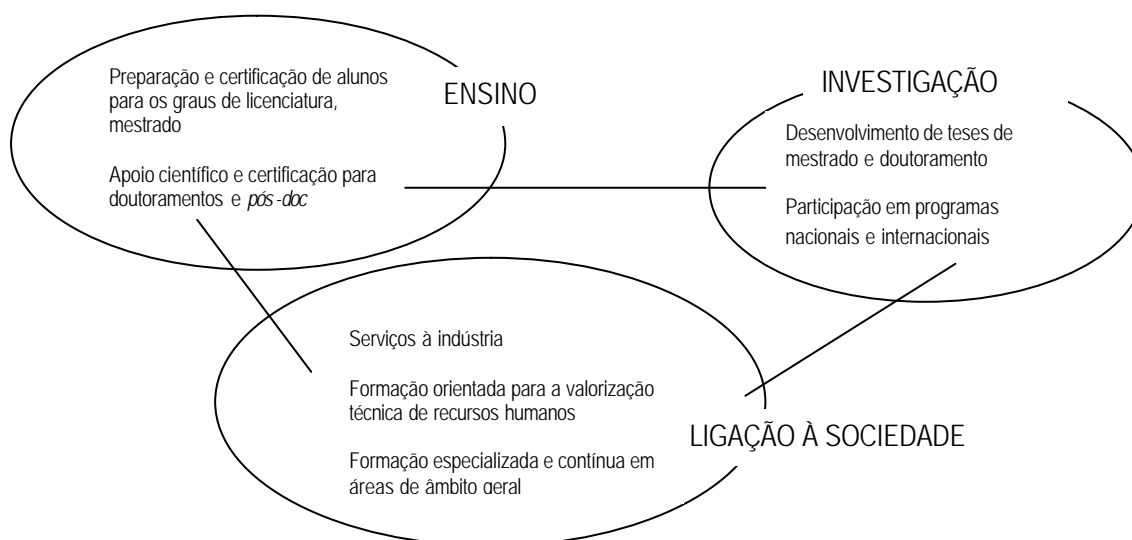 Preparação e certificação de alunos
para os graus de licenciatura,
mestrado
Apoio científico e certificação para
doutoramentos e pós-doc
ENSINO
INVESTIGAÇÃO
Desenvolvimento de teses de
mestrado e doutoramento
Participação em programas
nacionais e internacionais
Serviços à indústria
Formação orientada para a valorização
técnica de recursos humanos
Formação especializada e contínua em
áreas de âmbito geral
LIGAÇÃO À SOCIEDADE